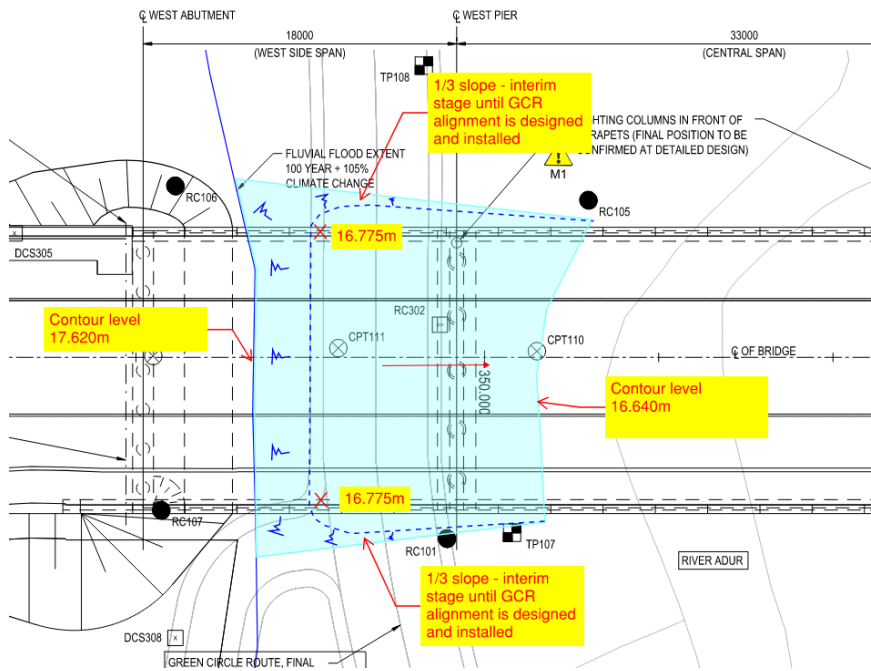 ℄ WEST ABUTMENT
℄ WEST PIER
18000
33000
(WEST SIDE SPAN)
(CENTRAL SPAN)
TP108
1/3 slope - interim
stage until GCR
alignment is designed
and installed
HTING COLUMNS IN FRONT OF
RAPETS (FINAL POSITION TO BE
NFIRMED AT DETAILED DESIGN)
M1
FLUVIAL FLOOD EXTENT
100 YEAR + 105%
CLIMATE CHANGE
RC106
RC105
16.775m
DCS305
RC302
Contour level
17.620m
CPT111
CPT110
℄ OF BRIDGE
350.000
Contour level
16.640m
16.775m
RC107
RC101
TP107
RIVER ADUR
1/3 slope - interim
stage until GCR
alignment is designed
and installed
DCS308
GREEN CIRCLE ROUTE, FINAL